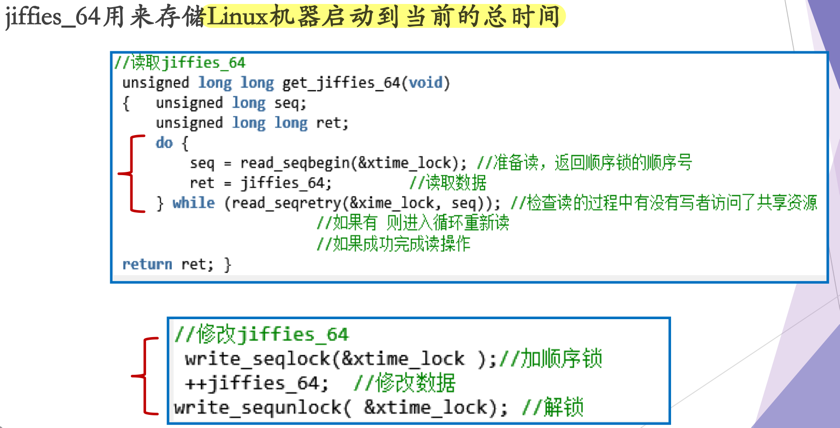 jiffies_64用来存储Linux机器启动到当前的总时间
//读取jiffies_64
unsigned long long get_jiffies_64(void)
{ unsigned long seq;
unsigned long long ret;
do {
seq = read_seqbegin(&xtime_lock); //准备读，返回顺序锁的顺序号
ret = jiffies_64; //读取数据
} while (read_seqretry(&xime_lock, seq)); //检查读的过程中有没有写者访问了共享资源
//如果有 则进入循环重新读
//如果成功完成读操作
return ret; }
//修改jiffies_64
write_seqlock(&xtime_lock );//加顺序锁
++jiffies_64; //修改数据
write_sequnlock( &xtime_lock); //解锁